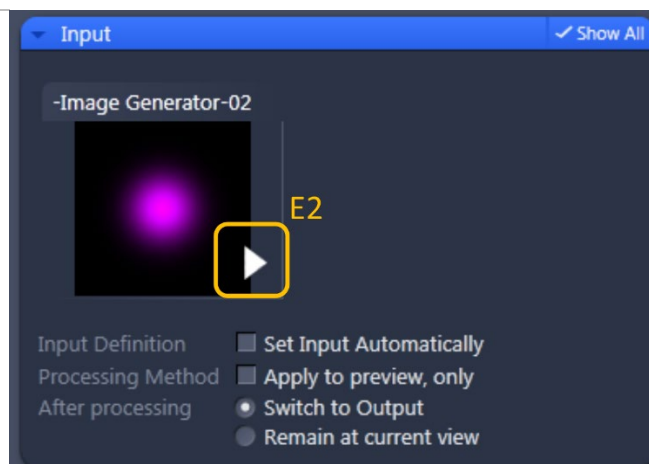 Input
Show All
-Image Generator-02
E2
Input Definition Set Input Automatically
Processing Method Apply to preview, only
After processing Switch to Output
Remain at current view